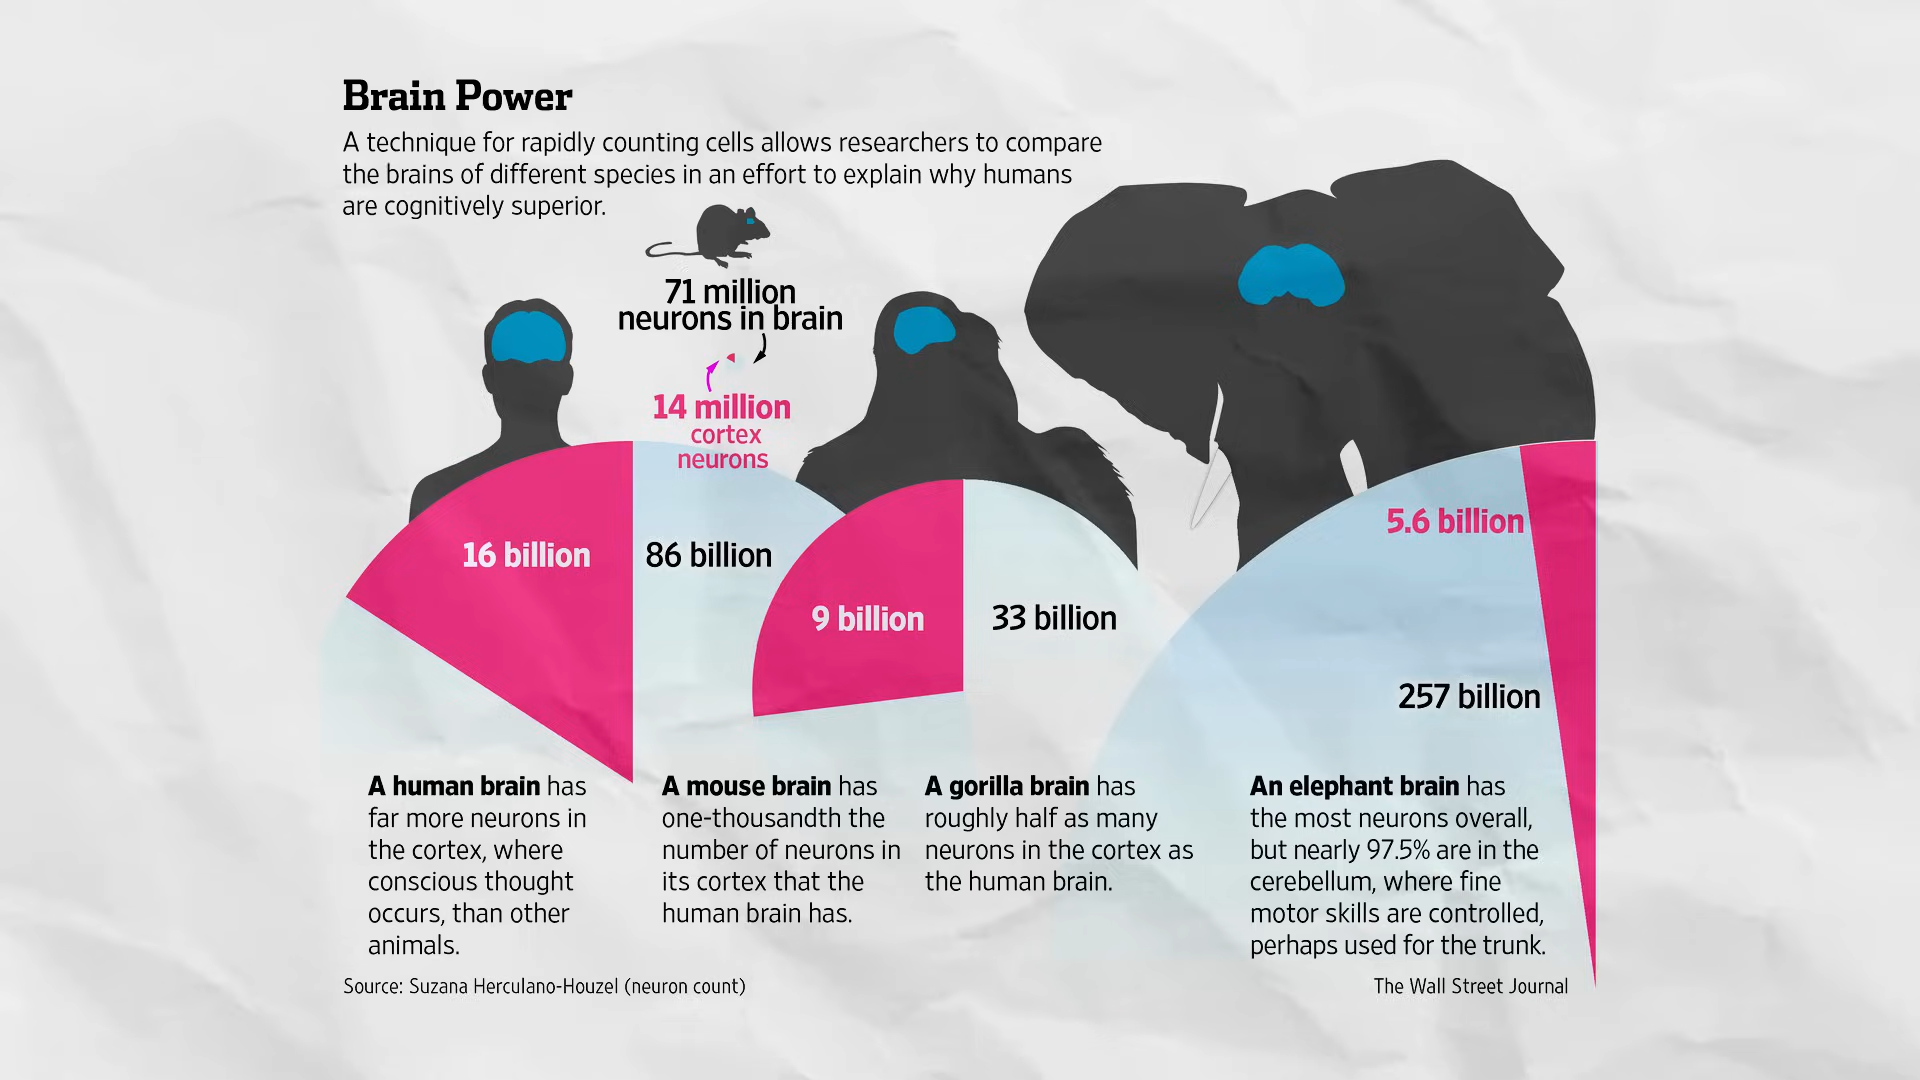 Brain Power
A technique for rapidly counting cells allows researchers to compare
the brains of different species in an effort to explain why humans
are cognitively superior.
71 million
neurons in brain
14 million
cortex
neurons
16 billion
86 billion
9 billion
33 billion
5.6 billion
257 billion
A human brain has
far more neurons in
the cortex, where
conscious thought
occurs, than other
animals.
A mouse brain has
one-thousandth the
number of neurons in
its cortex that the
human brain has.
A gorilla brain has
roughly half as many
neurons in the cortex as
the human brain.
An elephant brain has
the most neurons overall,
but nearly 97.5% are in the
cerebellum, where fine
motor skills are controlled,
perhaps used for the trunk.
Source: Suzana Herculano-Houzel (neuron count)
The Wall Street Journal